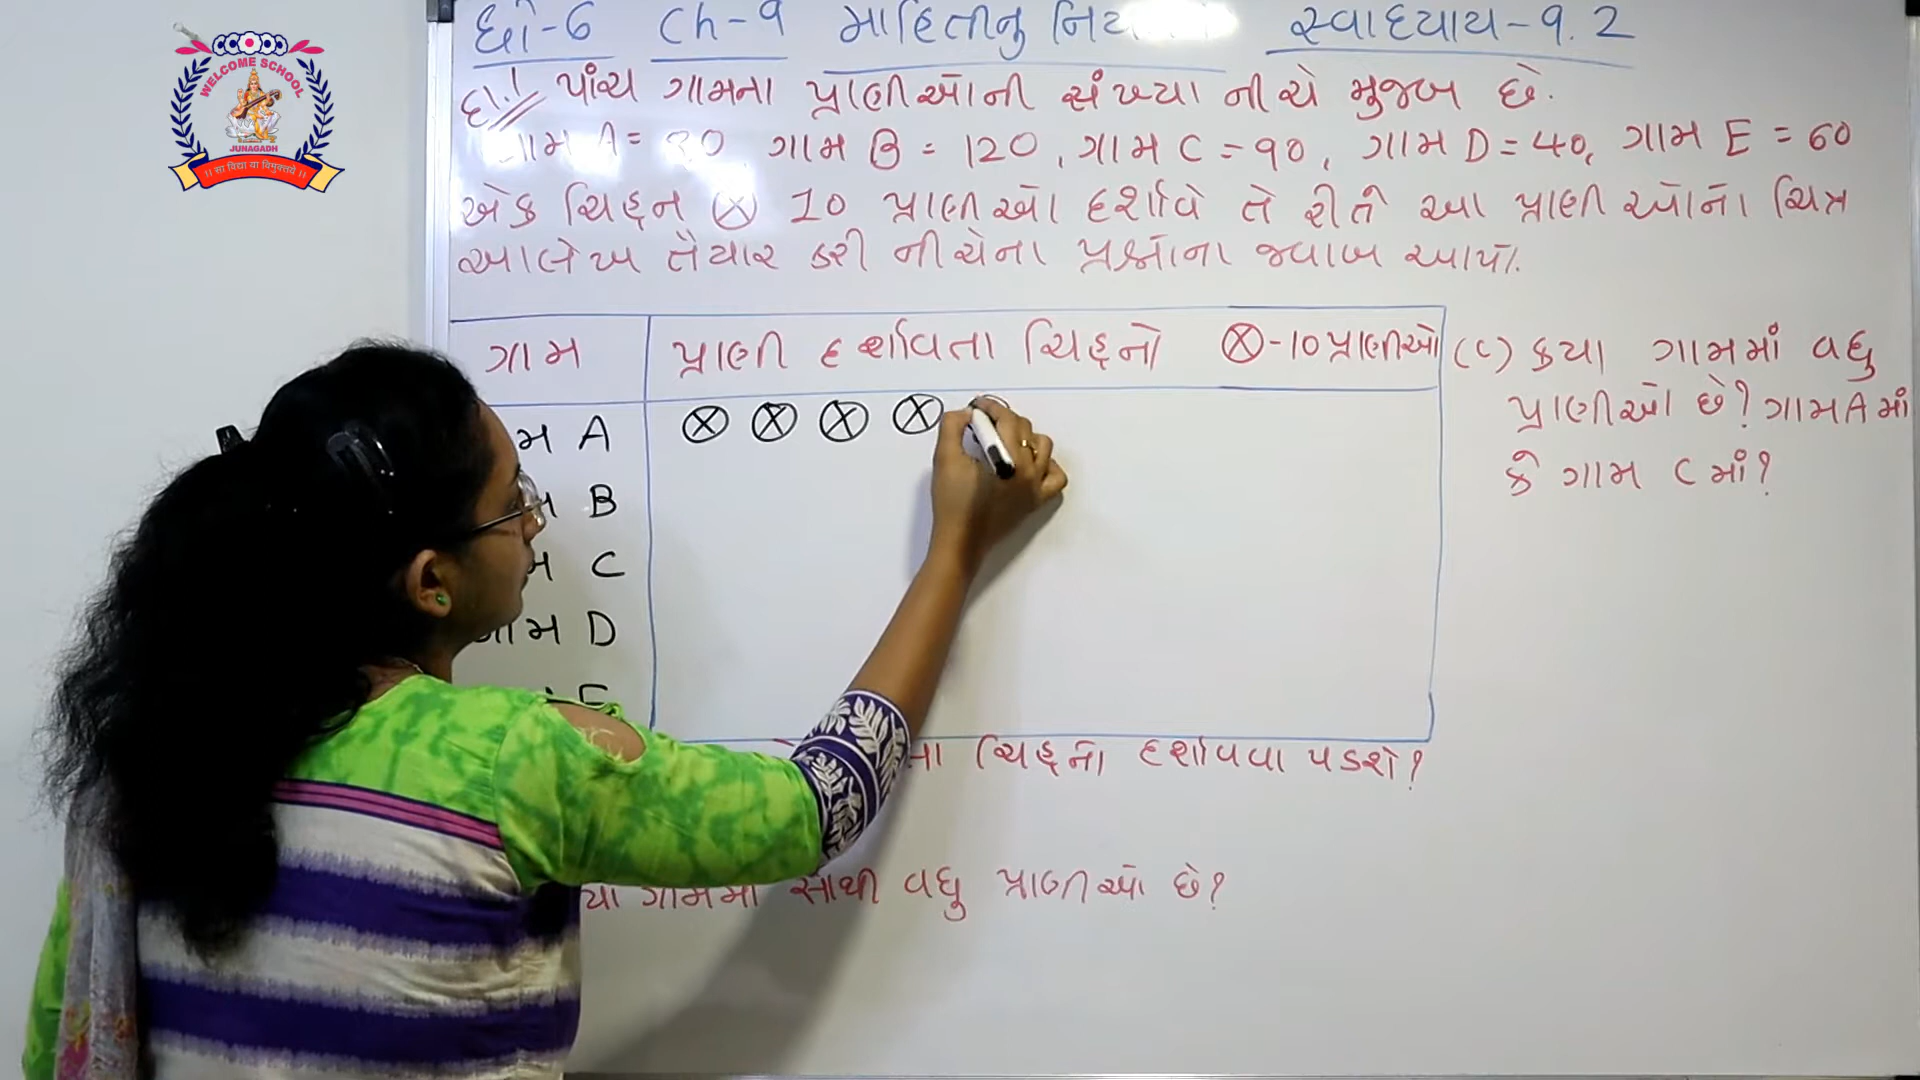 WELCOME SCHOOL
JUNAGADH
॥ सा विद्या या विमुक्तये ॥
ધો-6 Ch-9 માહિતીનું સ્વાધ્યાય-9.2
દા.1 પાંચ ગામના પ્રાણીઓની સંખ્યા નીચે મુજબ છે.
ગામ A = 80, ગામ B = 120, ગામ C = 90, ગામ D = 40, ગામ E = 60
એક ચિહ્ન ⊗ 10 પ્રાણીઓ દર્શાવે તે રીતે આ પ્રાણીઓનો ચિત્ર
આલેખ તૈયાર કરી નીચેના પ્રશ્નોના જવાબ આપો.
ગામ પ્રાણી દર્શાવતા ચિહ્નો ⊗-10 પ્રાણીઓ
મ A ⊗ ⊗ ⊗ ⊗
B
C
ગામ D
E
ચિહ્નો દર્શાવવા પડશે?
ગામમાં સૌથી વધુ પ્રાણીઓ છે?
(C) કયા ગામમાં વધુ
પ્રાણીઓ છે? ગામ A માં
કે ગામ C માં?